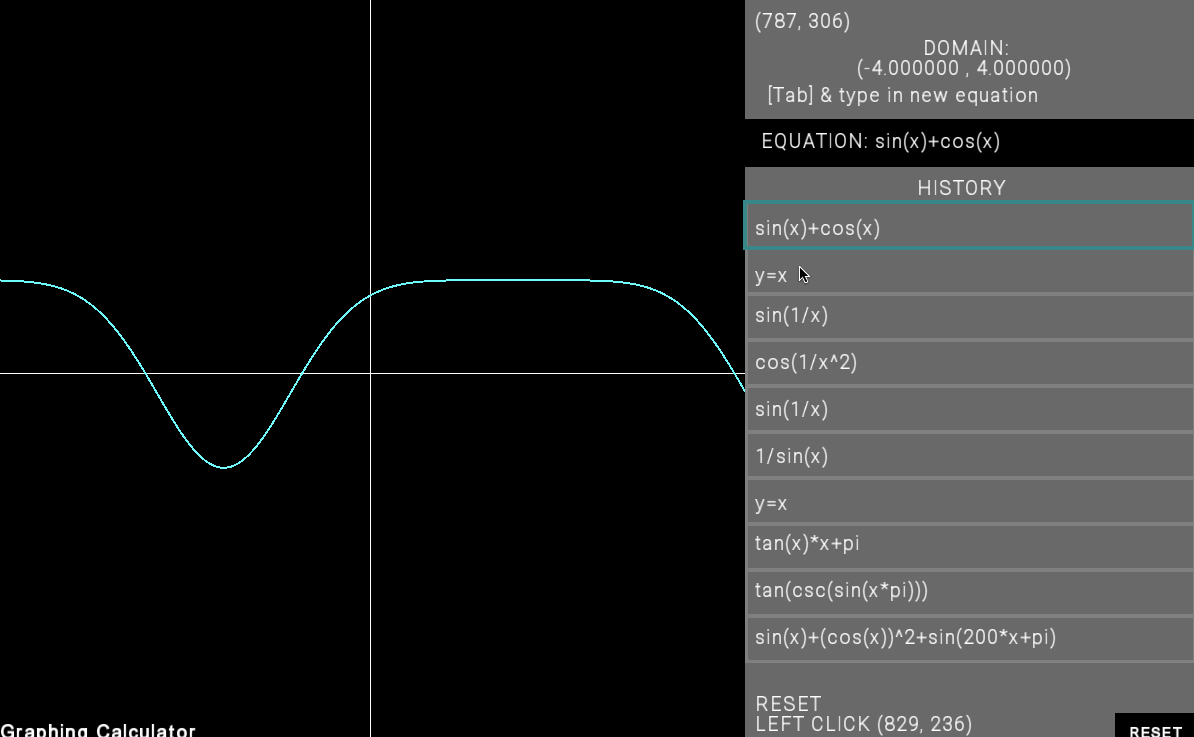 (787, 306)
DOMAIN:
(-4.000000 , 4.000000)
[Tab] & type in new equation
EQUATION: sin(x)+cos(x)
HISTORY
sin(x)+cos(x)
y=x
sin(1/x)
cos(1/x^2)
sin(1/x)
1/sin(x)
y=x
tan(x)*x+pi
tan(csc(sin(x*pi)))
sin(x)+(cos(x))^2+sin(200*x+pi)
RESET
LEFT CLICK (829, 236)
Graphing Calculator
RESET